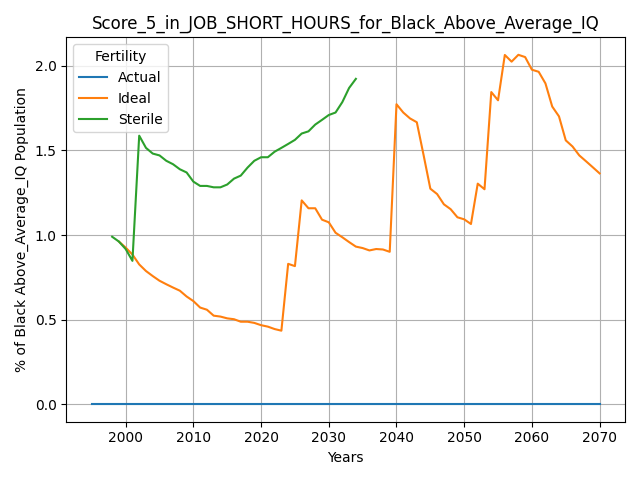 Score_5_in_JOB_SHORT_HOURS_for_Black_Above_Average_IQ
Fertility
Actual
Ideal
Sterile
% of Black Above_Average_IQ Population
2.0
1.5
1.0
0.5
0.0
2000 2010 2020 2030 2040 2050 2060 2070
Years